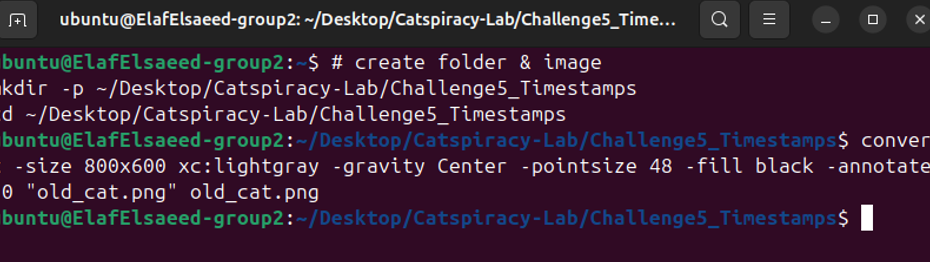 ubuntu@ElafElsaeed-group2: ~/Desktop/Catspiracy-Lab/Challenge5_Time...
ubuntu@ElafElsaeed-group2:~$ # create folder & image
kdir -p ~/Desktop/Catspiracy-Lab/Challenge5_Timestamps
d ~/Desktop/Catspiracy-Lab/Challenge5_Timestamps
ubuntu@ElafElsaeed-group2:~/Desktop/Catspiracy-Lab/Challenge5_Timestamps$ conver
-size 800x600 xc:lightgray -gravity Center -pointsize 48 -fill black -annotate
0 "old_cat.png" old_cat.png
ubuntu@ElafElsaeed-group2:~/Desktop/Catspiracy-Lab/Challenge5_Timestamps$